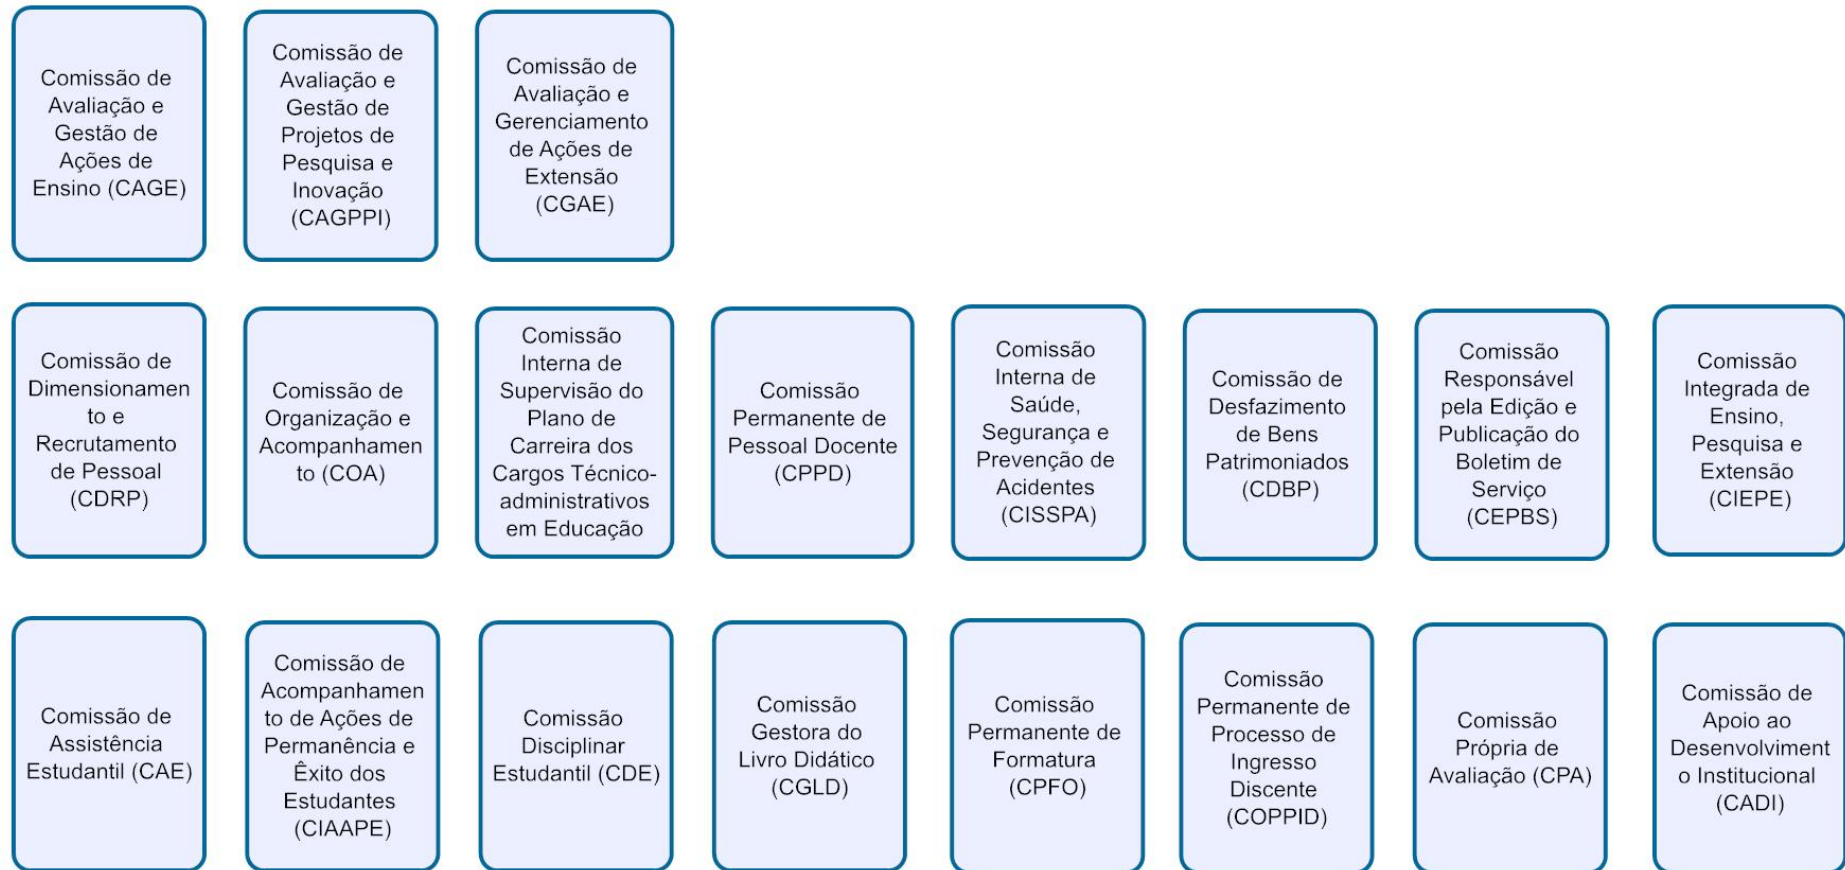 Comissão de
Avaliação e
Gestão de
Ações de
Ensino (CAGE)
Comissão de
Avaliação e
Gestão de
Projetos de
Pesquisa e
Inovação
(CAGPPI)
Comissão de
Avaliação e
Gerenciamento
de Ações de
Extensão
(CGAE)
Comissão de
Dimensionamen
to e
Recrutamento
de Pessoal
(CDRP)
Comissão de
Organização e
Acompanhamen
to (COA)
Comissão
Interna de
Supervisão do
Plano de
Carreira dos
Cargos Técnico-
administrativos
em Educação
Comissão
Permanente de
Pessoal Docente
(CPPD)
Comissão
Interna de
Saúde,
Segurança e
Prevenção de
Acidentes
(CISSPA)
Comissão de
Desfazimento
de Bens
Patrimoniados
(CDBP)
Comissão
Responsável
pela Edição e
Publicação do
Boletim de
Serviço
(CEPBS)
Comissão
Integrada de
Ensino,
Pesquisa e
Extensão
(CIEPE)
Comissão de
Assistência
Estudantil (CAE)
Comissão de
Acompanhamen
to de Ações de
Permanência e
Êxito dos
Estudantes
(CIAAPE)
Comissão
Disciplinar
Estudantil (CDE)
Comissão
Gestora do
Livro Didático
(CGLD)
Comissão
Permanente de
Formatura
(CPFO)
Comissão
Permanente de
Processo de
Ingresso
Discente
(COPPID)
Comissão
Própria de
Avaliação (CPA)
Comissão de
Apoio ao
Desenvolviment
o Institucional
(CADI)